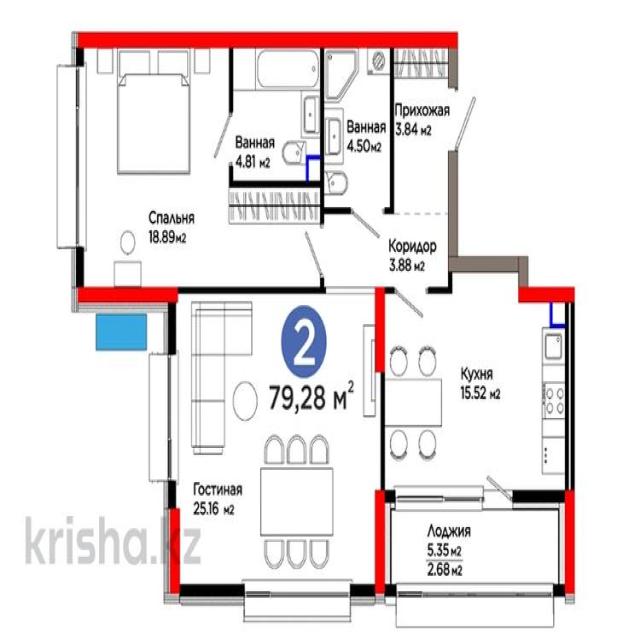 Прихожая
3.84 м2
Ванная
4.81 м2
Ванная
4.50м2
Спальня
18.89м2
Коридор
3.88 м2
2
79,28 м2
Кухня
15.52 м2
Гостиная
25.16 м2
Лоджия
5.35 м2
2.68 м2
krisha.kz